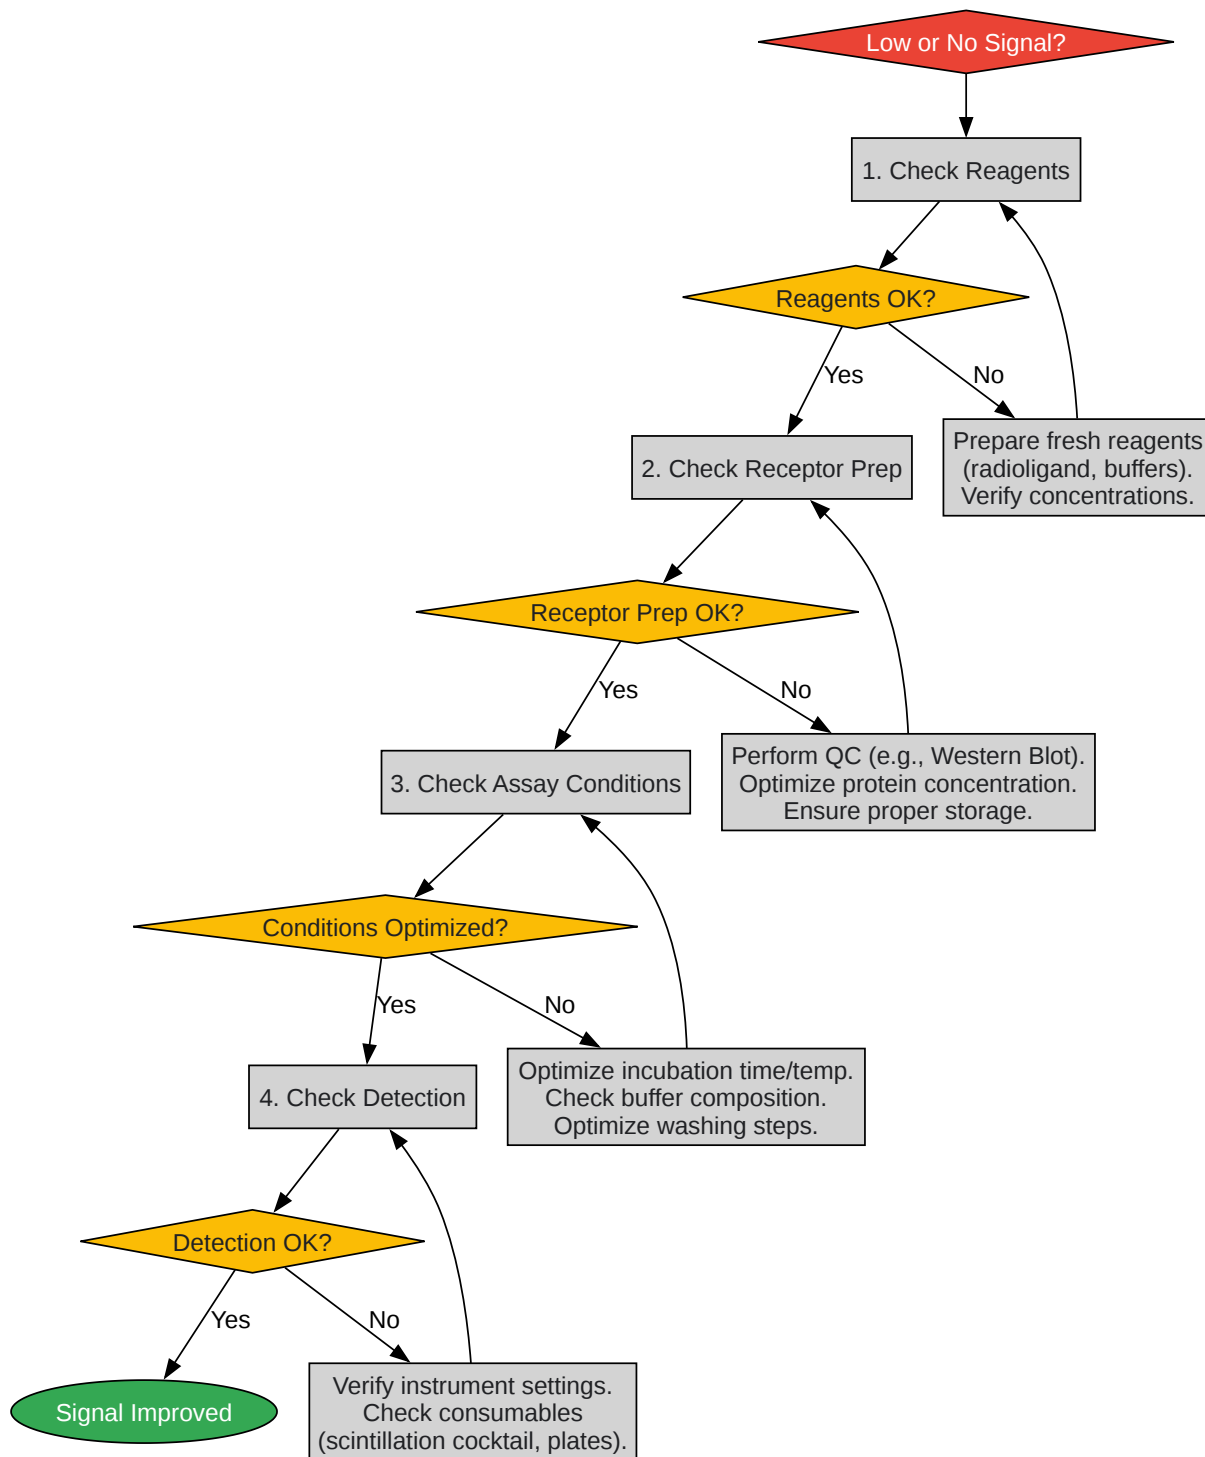 Low or No Signal?
1. Check Reagents
Reagents OK?
Yes
No
Prepare fresh reagents
(radioligand, buffers).
Verify concentrations.
2. Check Receptor Prep
Receptor Prep OK?
Yes
No
Perform QC (e.g., Western Blot).
Optimize protein concentration.
Ensure proper storage.
3. Check Assay Conditions
Conditions Optimized?
Yes
No
Optimize incubation time/temp.
Check buffer composition.
Optimize washing steps.
4. Check Detection
Detection OK?
Yes
No
Verify instrument settings.
Check consumables
(scintillation cocktail, plates).
Signal Improved